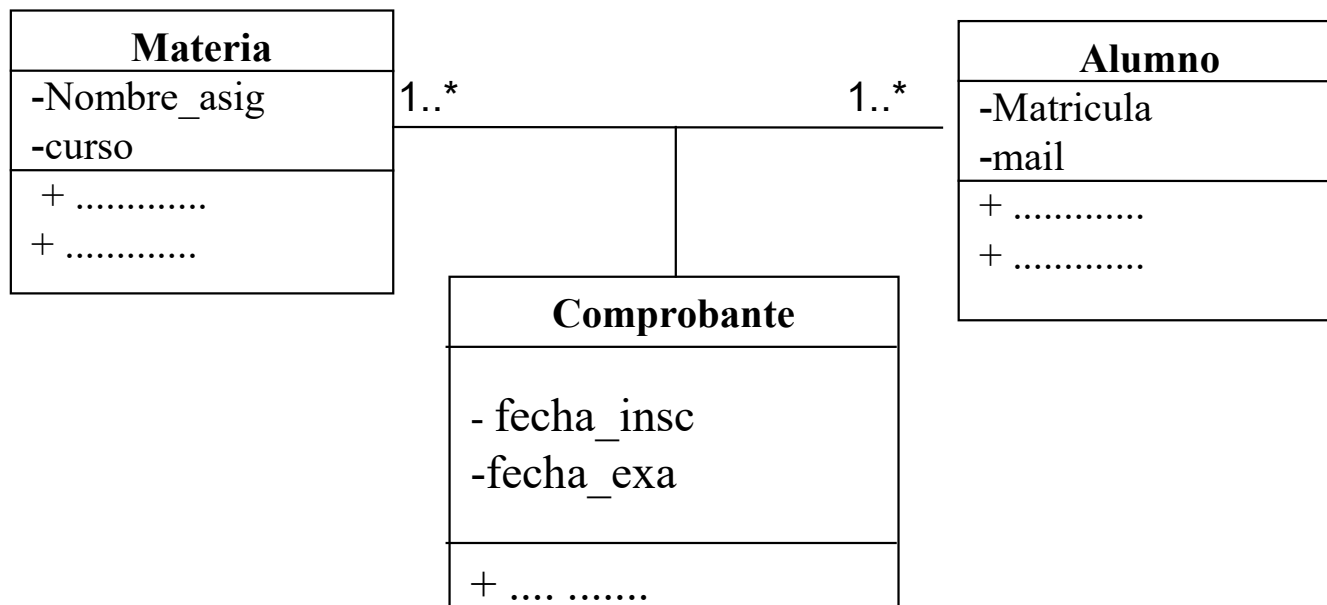 Materia
-Nombre_asig
-curso
+ .............
+ .............
1..*
1..*
Alumno
-Matricula
-mail
+ .............
+ .............
Comprobante
- fecha_insc
-fecha_exa
+ .... .......